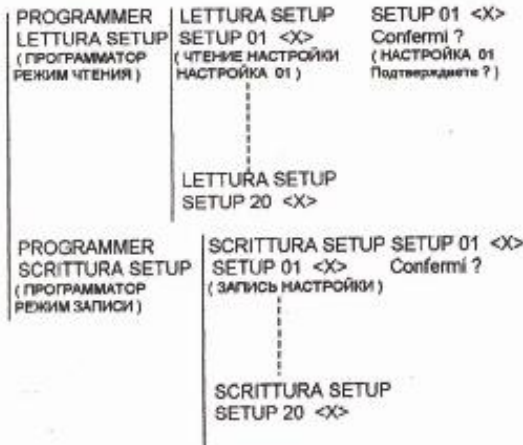 PROGRAMMER
LETTURA SETUP
( ПРОГРАММАТОР
РЕЖИМ ЧТЕНИЯ )
LETTURA SETUP
SETUP 01 <X>
( ЧТЕНИЕ НАСТРОЙКИ
НАСТРОЙКА 01 )
SETUP 01 <X>
Confermi ?
( НАСТРОЙКА 01
Подтверждаете ? )
LETTURA SETUP
SETUP 20 <X>
PROGRAMMER
SCRITTURA SETUP
( ПРОГРАММАТОР
РЕЖИМ ЗАПИСИ )
SCRITTURA SETUP
SETUP 01 <X>
( ЗАПИСЬ НАСТРОЙКИ )
SETUP 01 <X>
Confermi ?
SCRITTURA SETUP
SETUP 20 <X>